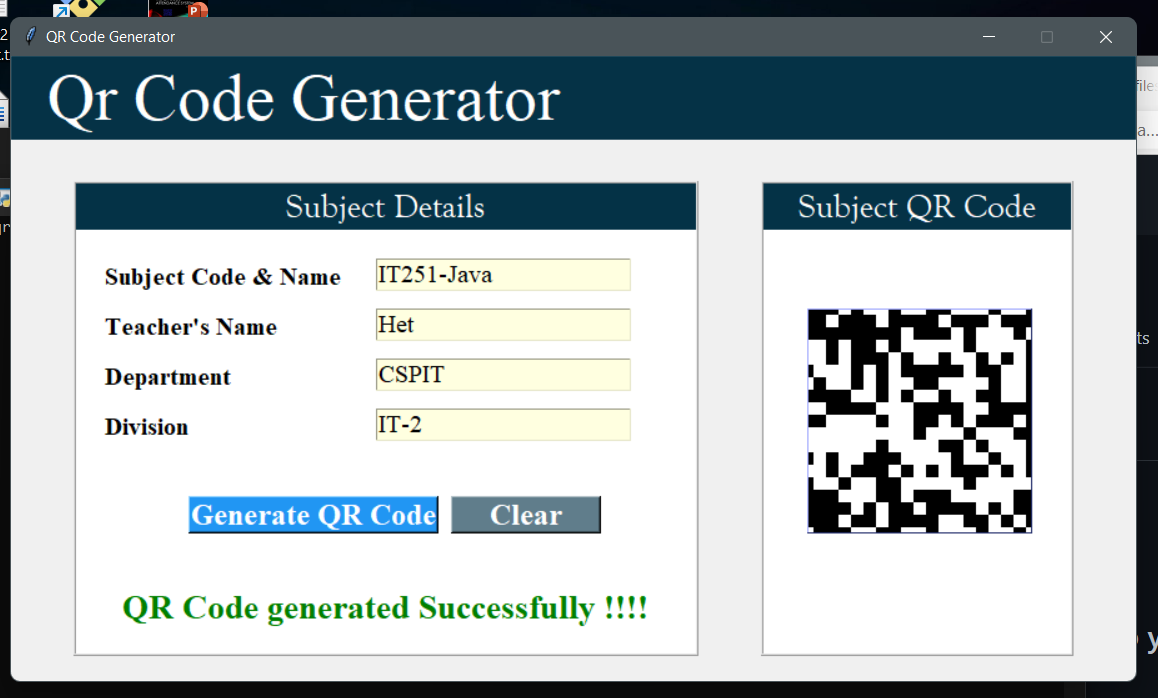 QR Code Generator
Qr Code Generator
Subject Details
Subject Code & Name IT251-Java
Teacher's Name Het
Department CSPIT
Division IT-2
Generate QR Code Clear
QR Code generated Successfully !!!!
Subject QR Code